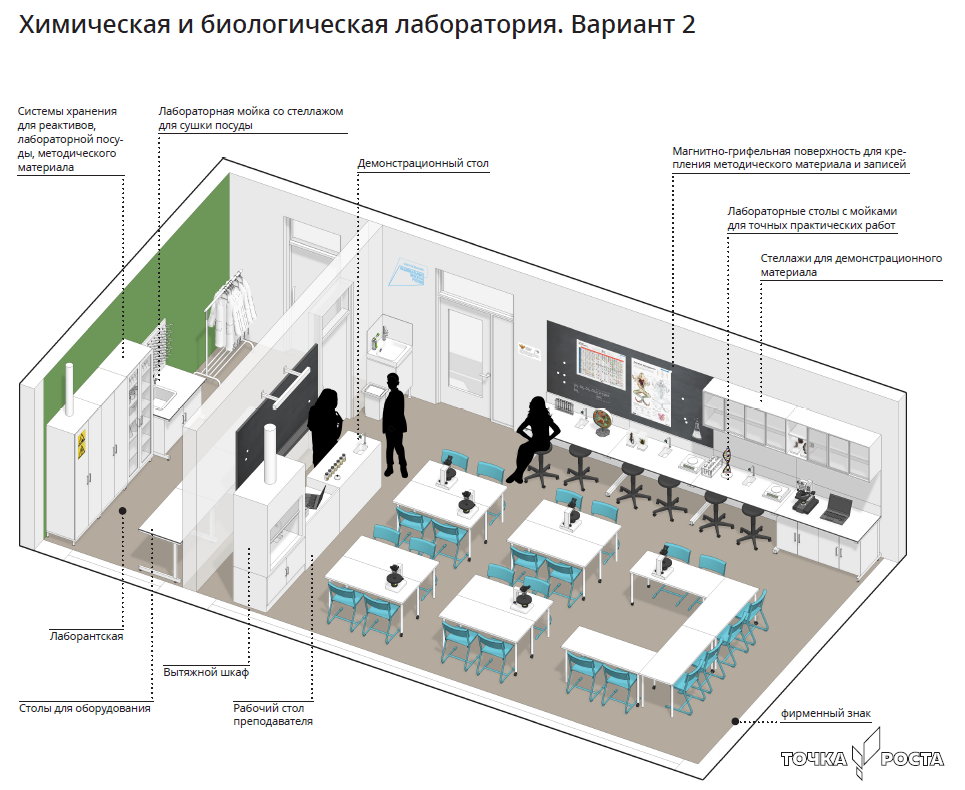 Химическая и биологическая лаборатория. Вариант 2
Системы хранения
для реактивов,
лабораторной посу-
ды, методического
материала
Лабораторная мойка со стеллажом
для сушки посуды
Демонстрационный стол
Магнитно-грифельная поверхность для кре-
пления методического материала и записей
Лабораторные столы с мойками
для точных практических работ
Стеллажи для демонстрационного
материала
Лаборантская
Вытяжной шкаф
Столы для оборудования
Рабочий стол
преподавателя
фирменный знак
ТОЧКА РОСТА